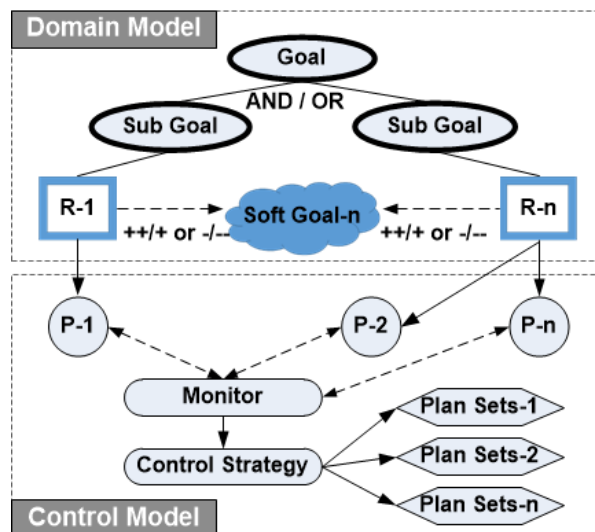 Domain Model
Goal
AND / OR
Sub Goal
Sub Goal
R-1
Soft Goal-n
R-n
++/+ or -/--
++/+ or -/--
P-1
P-2
P-n
Monitor
Plan Sets-1
Control Strategy
Plan Sets-2
Plan Sets-n
Control Model